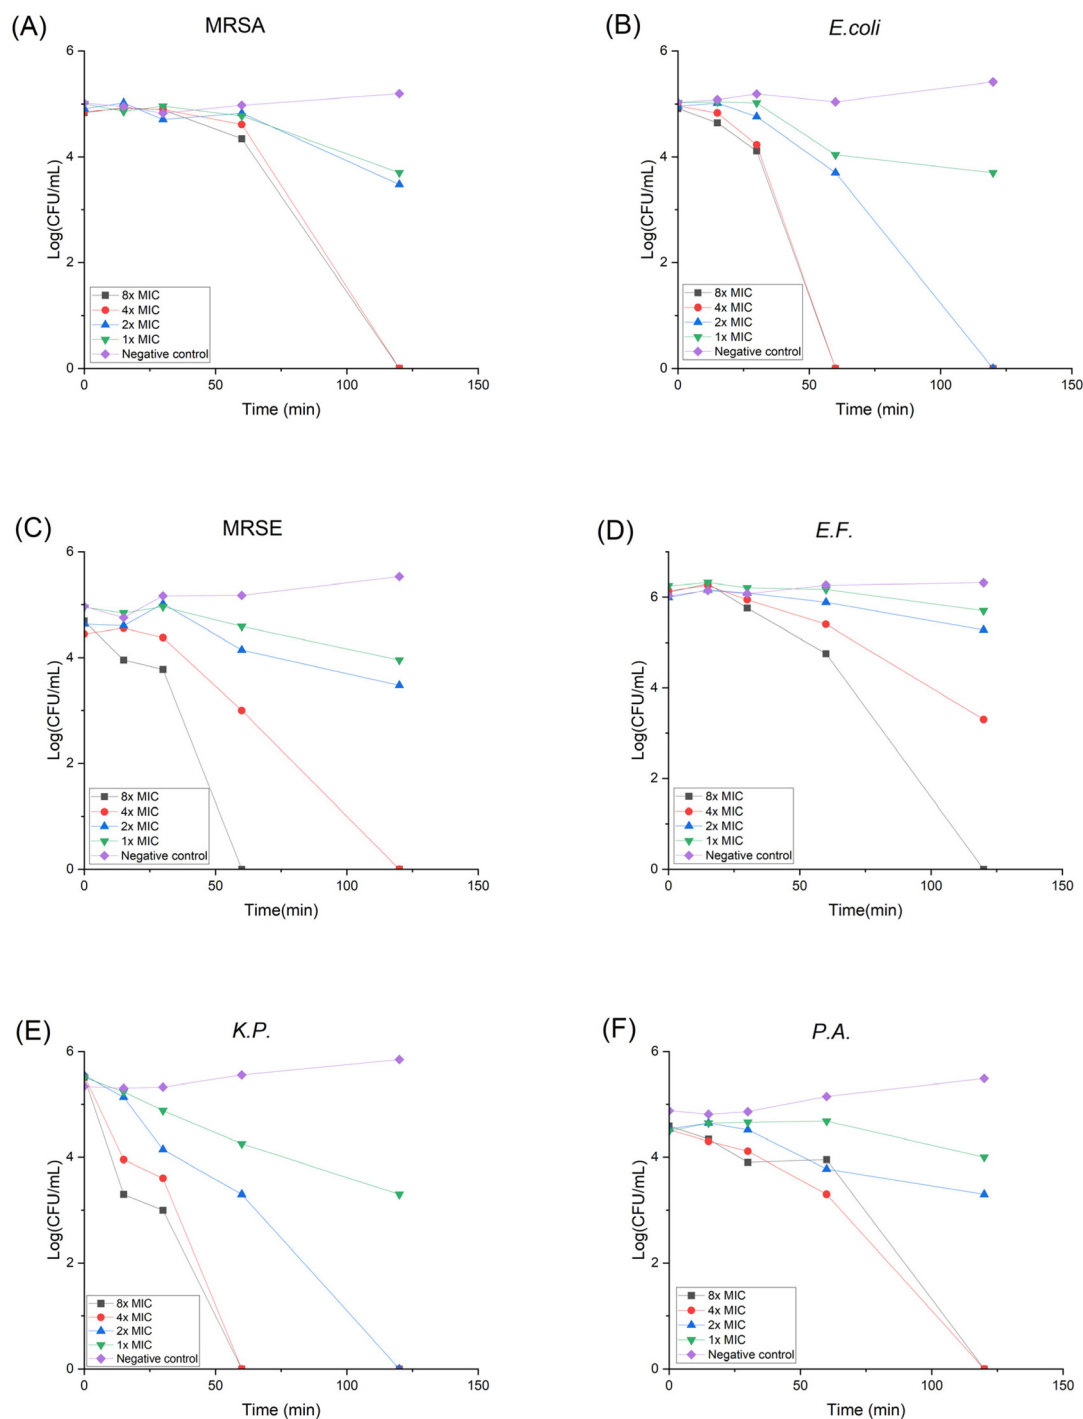 (A)
MRSA
6
4
2
0
Log(CFU/mL)
8x MIC
4x MIC
2x MIC
1x MIC
Negative control
0
50
100
150
Time (min)
(B)
E.coli
6
4
2
0
Log(CFU/mL)
8x MIC
4x MIC
2x MIC
1x MIC
Negative control
0
50
100
150
Time (min)
(C)
MRSE
6
4
2
0
Log(CFU/mL)
8x MIC
4x MIC
2x MIC
1x MIC
Negative control
0
50
100
150
Time(min)
(D)
E.F.
6
4
2
0
Log(CFU/mL)
8x MIC
4x MIC
2x MIC
1x MIC
Negative control
0
50
100
150
Time(min)
(E)
K.P.
6
4
2
0
Log(CFU/mL)
8x MIC
4x MIC
2x MIC
1x MIC
Negative control
0
50
100
150
Time (min)
(F)
P.A.
6
4
2
0
Log(CFU/mL)
8x MIC
4x MIC
2x MIC
1x MIC
Negative control
0
50
100
150
Time (min)